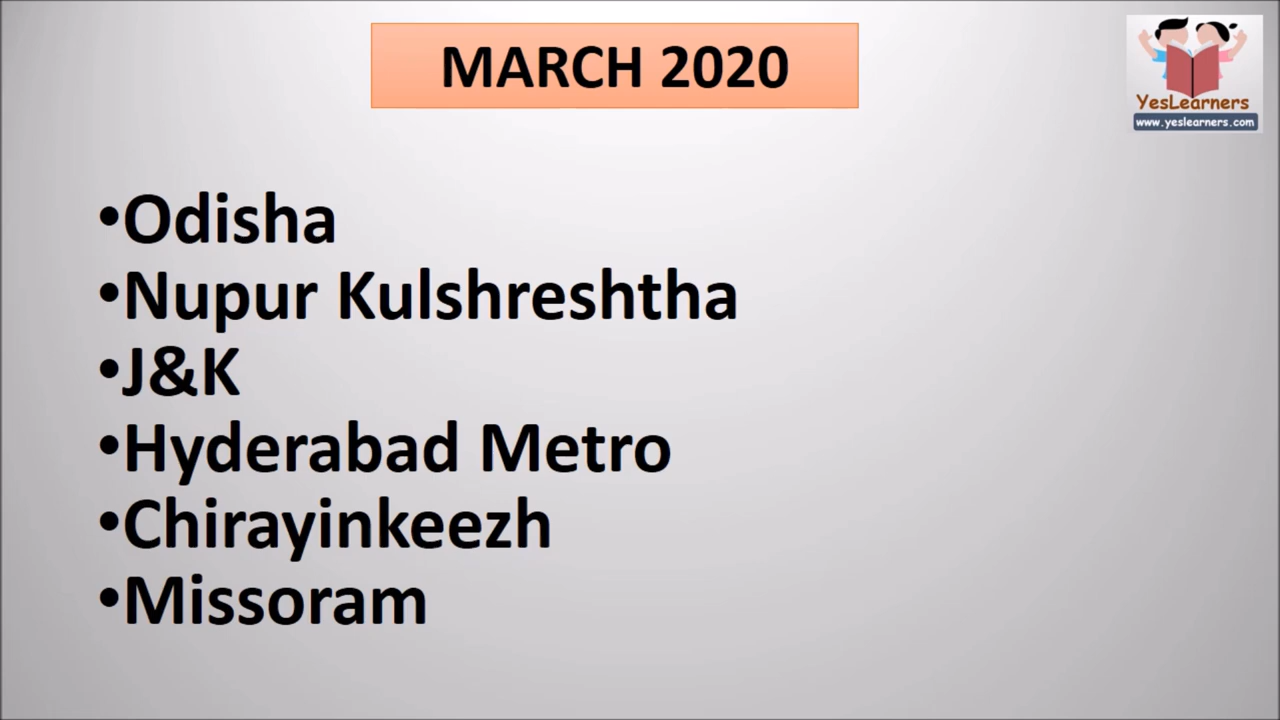 MARCH 2020
YesLearners
www.yeslearners.com
•Odisha
•Nupur Kulshreshtha
•J&K
•Hyderabad Metro
•Chirayinkeezh
•Missoram